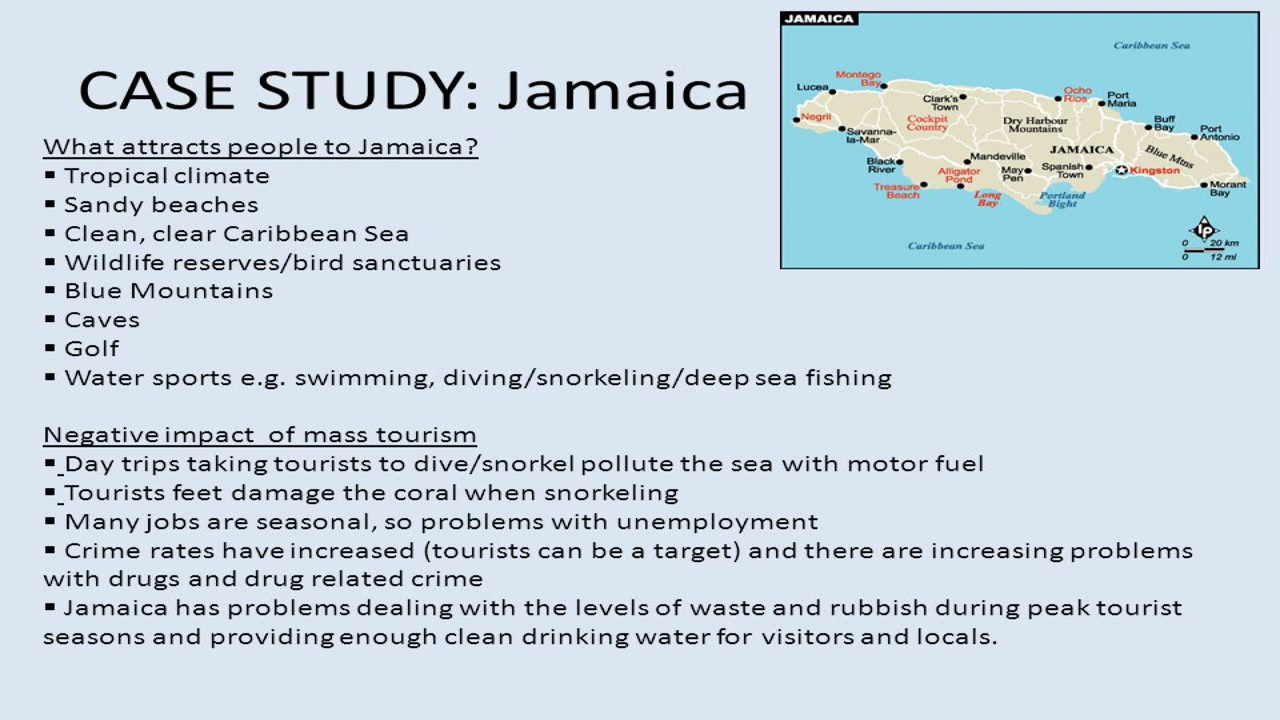 CASE STUDY: Jamaica
What attracts people to Jamaica?
▪ Tropical climate
▪ Sandy beaches
▪ Clean, clear Caribbean Sea
▪ Wildlife reserves/bird sanctuaries
▪ Blue Mountains
▪ Caves
▪ Golf
▪ Water sports e.g. swimming, diving/snorkeling/deep sea fishing
Negative impact of mass tourism
▪ Day trips taking tourists to dive/snorkel pollute the sea with motor fuel
▪ Tourists feet damage the coral when snorkeling
▪ Many jobs are seasonal, so problems with unemployment
▪ Crime rates have increased (tourists can be a target) and there are increasing problems
with drugs and drug related crime
▪ Jamaica has problems dealing with the levels of waste and rubbish during peak tourist
seasons and providing enough clean drinking water for visitors and locals.
JAMAICA
Caribbean Sea
Montego
Bay
Lucea
Clark's
Town
Ocho
Rios
Port
Maria
Negril
Cockpit
Country
Dry Harbour
Mountains
Buff
Bay
Port
Antonio
Savanna-
la-Mar
JAMAICA
Blue Mtns
Black
River
Mandeville
Alligator
Pond
May
Pen
Spanish
Town
Kingston
Treasure
Beach
Long
Bay
Portland
Bight
Morant
Bay
Caribbean Sea
lp
0 20 km
0 12 mi